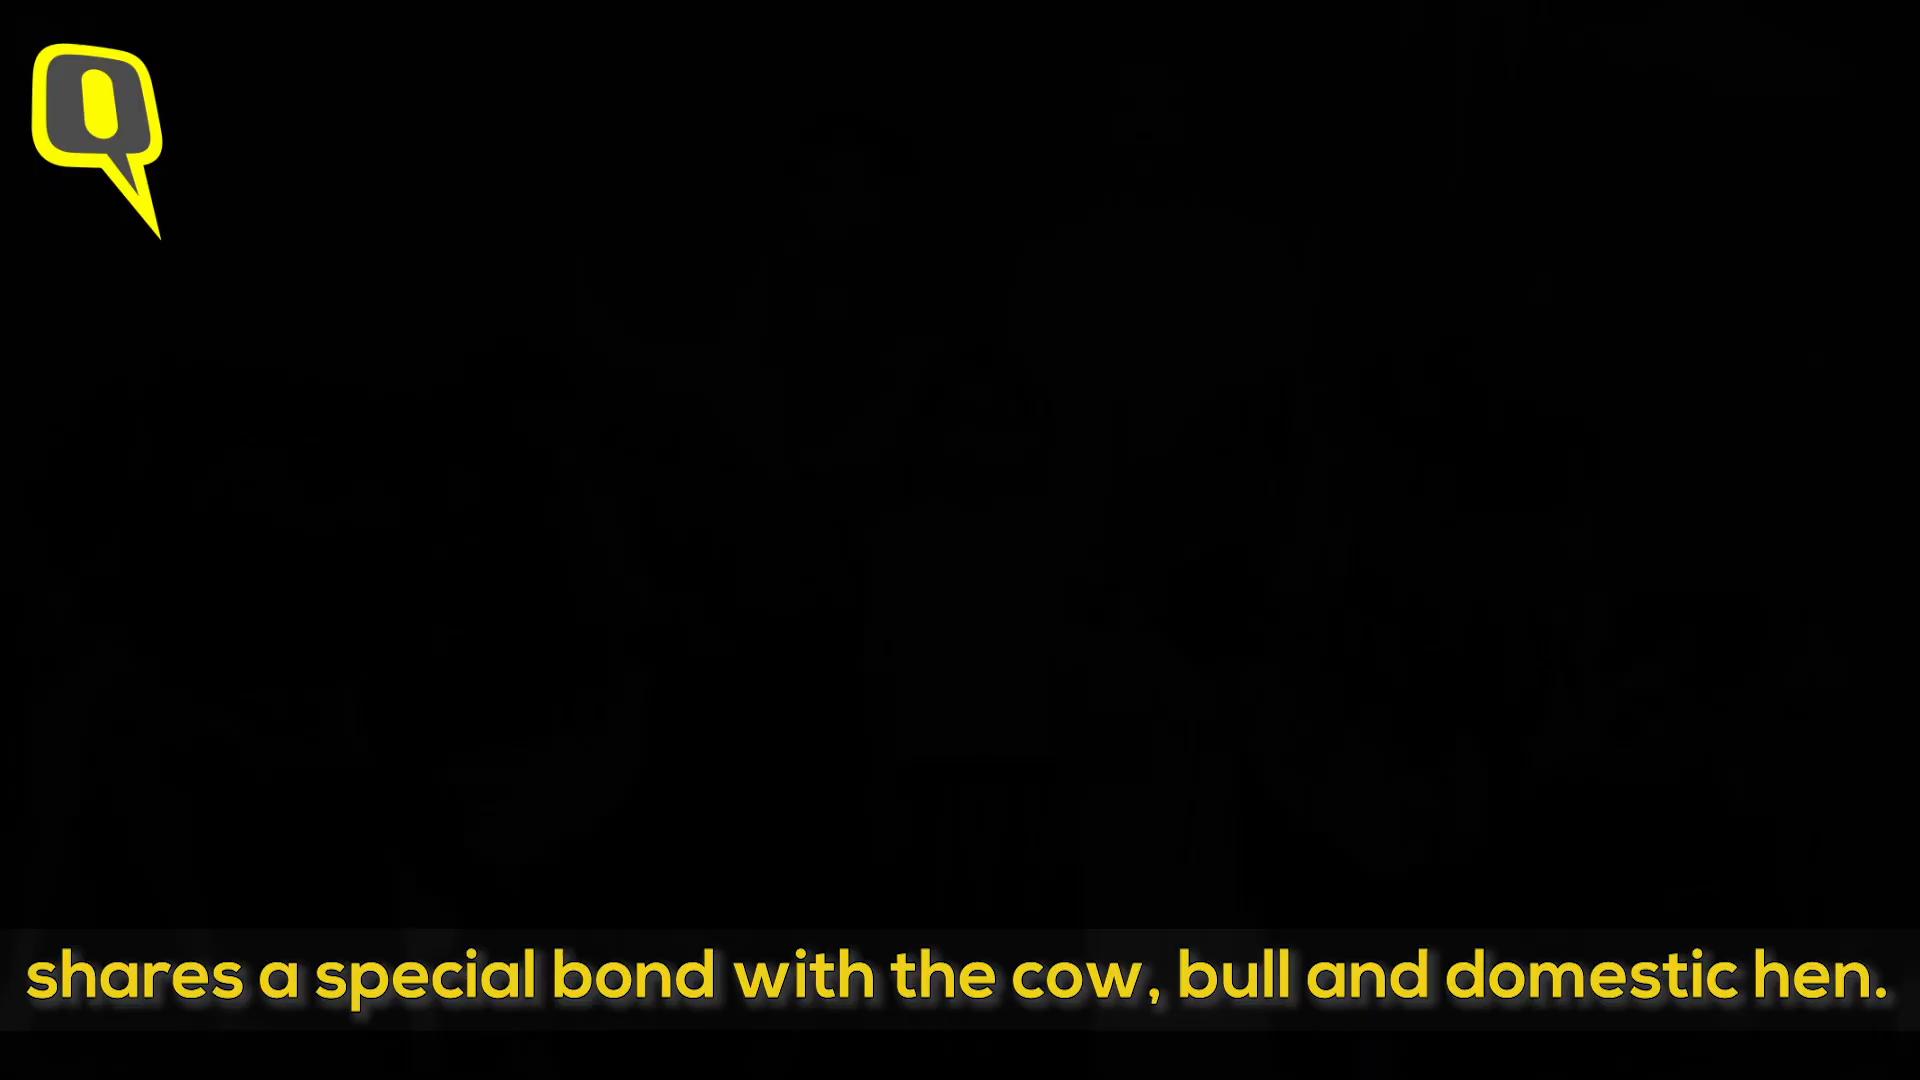 Q
shares a special bond with the cow, bull and domestic hen.